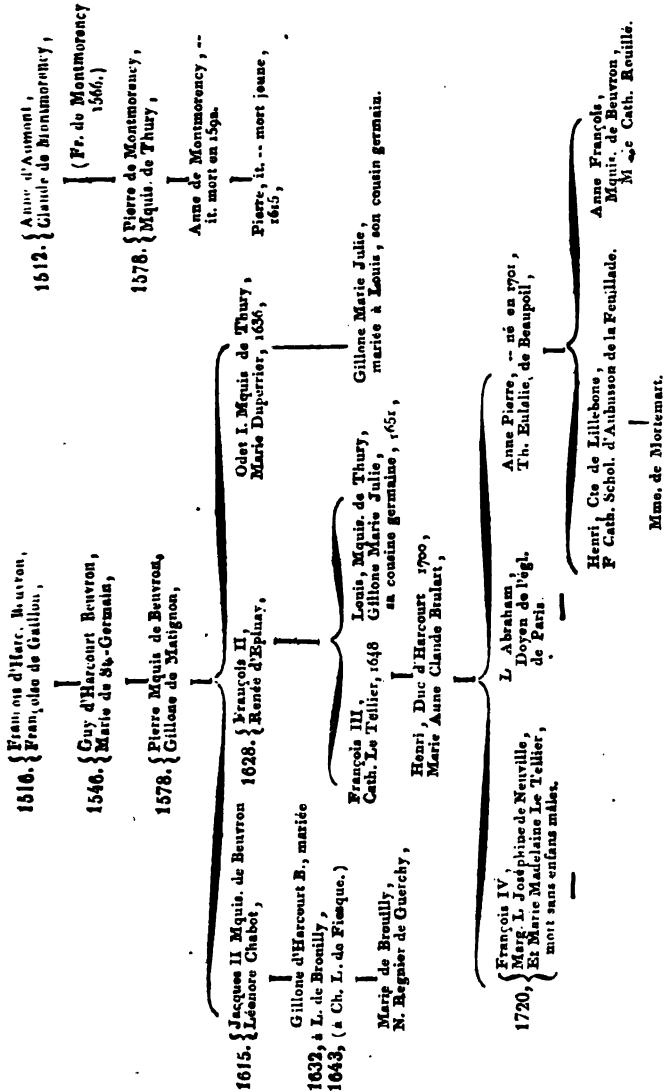 1516. { François d'Harc. Beuvron,
Françoise de Gaillon,
1546. { Guy d'Harcourt Beuvron,
Marie de St.-Germain,
1578. { Pierre Mquis de Beuvron,
Gillone de Matignon,
1512. { Anne d'Aumont,
Claude de Montmorency,
(Fr. de Montmorency
1566.)
1578. { Pierre de Montmorency,
Mquis. de Thury,
Anne de Montmorency, --
it. mort en 1592.
Pierre, it. -- mort jeune,
1615,
1615. { Jacques II Mquis. de Beuvron
Léonore Chabot,
Gillone d'Harcourt B., mariée
1632, à L. de Brouilly,
1643, (à Ch. L. de Fiesque.)
Marie de Brouilly,
N. Regnier de Guerchy,
1628. { François II,
Renée d'Epinay,
Odet I. Mquis de Thury,
Marie Duperrier, 1636,
François III,
Cath. Le Tellier, 1648
Louis, Mquis. de Thury,
Gillone Marie Julie,
sa cousine germaine, 1651,
Gillone Marie Julie,
mariée à Louis, son cousin germain.
Henri, Duc d'Harcourt 1700,
Marie Anne Claude Brulart,
1720, { François IV,
Marg. L. Joséphine de Neuville,
Et Marie Madelaine Le Tellier,
mort sans enfans mâles.
L. Abraham,
Doyen de l'égl.
de Paris.
Anne Pierre, -- né en 1701,
Th. Eulalie, de Beaupoil,
Henri, Cte de Lillebone,
F Cath. Schol. d'Aubusson de la Feuillade.
Mme. de Mortemart.
Anne François,
Mquis. de Beuvron,
Cath. Rouillé.